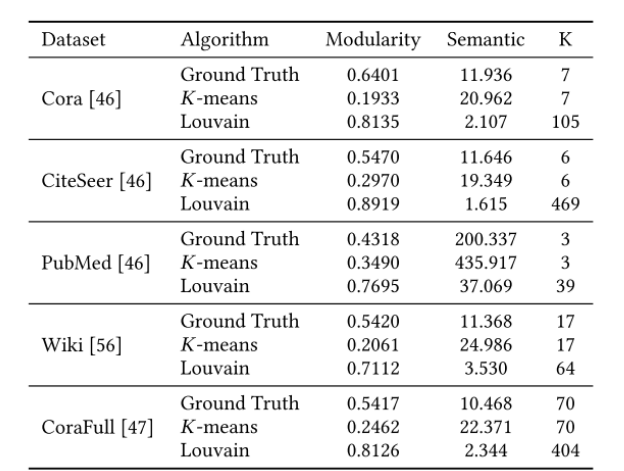 Dataset Algorithm Modularity Semantic K
Ground Truth 0.6401 11.936 7
Cora [46] K-means 0.1933 20.962 7
Louvain 0.8135 2.107 105
Ground Truth 0.5470 11.646 6
CiteSeer [46] K-means 0.2970 19.349 6
Louvain 0.8919 1.615 469
Ground Truth 0.4318 200.337 3
PubMed [46] K-means 0.3490 435.917 3
Louvain 0.7695 37.069 39
Ground Truth 0.5420 11.368 17
Wiki [56] K-means 0.2061 24.986 17
Louvain 0.7112 3.530 64
Ground Truth 0.5417 10.468 70
CoraFull [47] K-means 0.2462 22.371 70
Louvain 0.8126 2.344 404